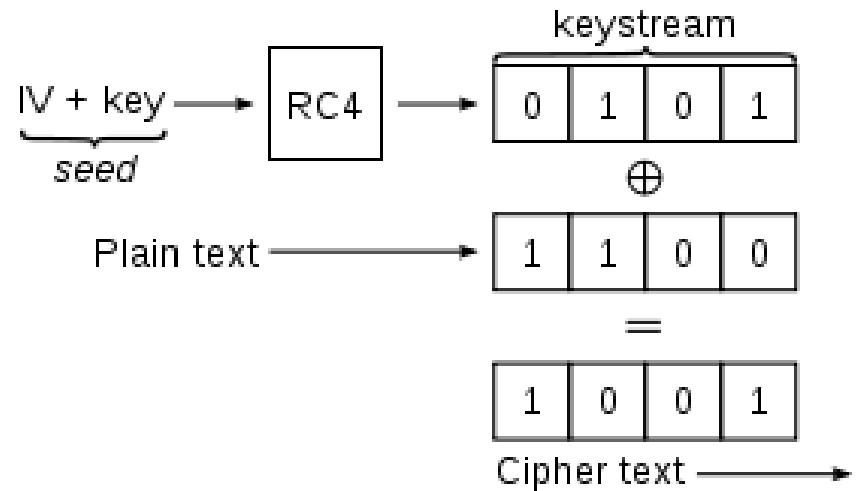 keystream
IV + key RC4 0 1 0 1
seed
⊕
Plain text 1 1 0 0
=
1 0 0 1
Cipher text